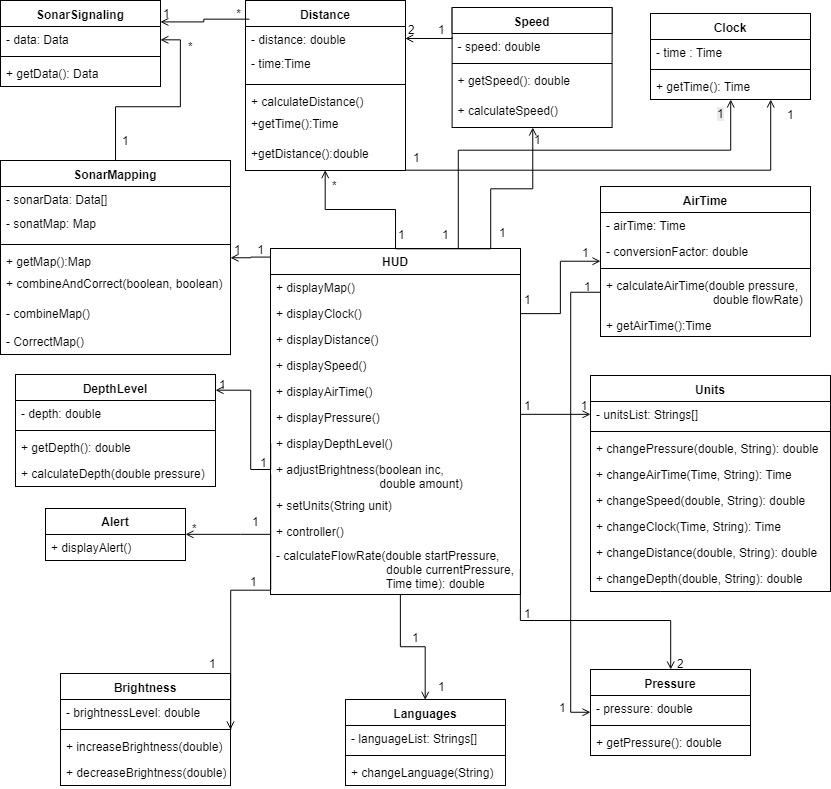 SonarSignaling
- data: Data
+ getData(): Data
1
*
Distance
- distance: double
- time:Time
+ calculateDistance()
+getTime():Time
+getDistance():double
2
1
Speed
- speed: double
+ getSpeed(): double
+ calculateSpeed()
Clock
- time : Time
+ getTime(): Time
*
1
1
1
1
1
*
1
1
1
SonarMapping
- sonarData: Data[]
- sonatMap: Map
+ getMap():Map
+ combineAndCorrect(boolean, boolean)
- combineMap()
- CorrectMap()
1
1
HUD
+ displayMap()
+ displayClock()
+ displayDistance()
+ displaySpeed()
+ displayAirTime()
+ displayPressure()
+ displayDepthLevel()
+ adjustBrightness(boolean inc,
double amount)
+ setUnits(String unit)
+ controller()
- calculateFlowRate(double startPressure,
double currentPressure,
Time time): double
AirTime
- airTime: Time
- conversionFactor: double
+ calculateAirTime(double pressure,
double flowRate)
+ getAirTime():Time
1
1
1
DepthLevel
- depth: double
+ getDepth(): double
+ calculateDepth(double pressure)
1
1
Units
- unitsList: Strings[]
+ changePressure(double, String): double
+ changeAirTime(Time, String): Time
+ changeSpeed(double, String): double
+ changeClock(Time, String): Time
+ changeDistance(double, String): double
+ changeDepth(double, String): double
1
1
Alert
+ displayAlert()
*
1
1
1
Brightness
- brightnessLevel: double
+ increaseBrightness(double)
+ decreaseBrightness(double)
1
1
Languages
- languageList: Strings[]
+ changeLanguage(String)
1
2
1
Pressure
- pressure: double
+ getPressure(): double